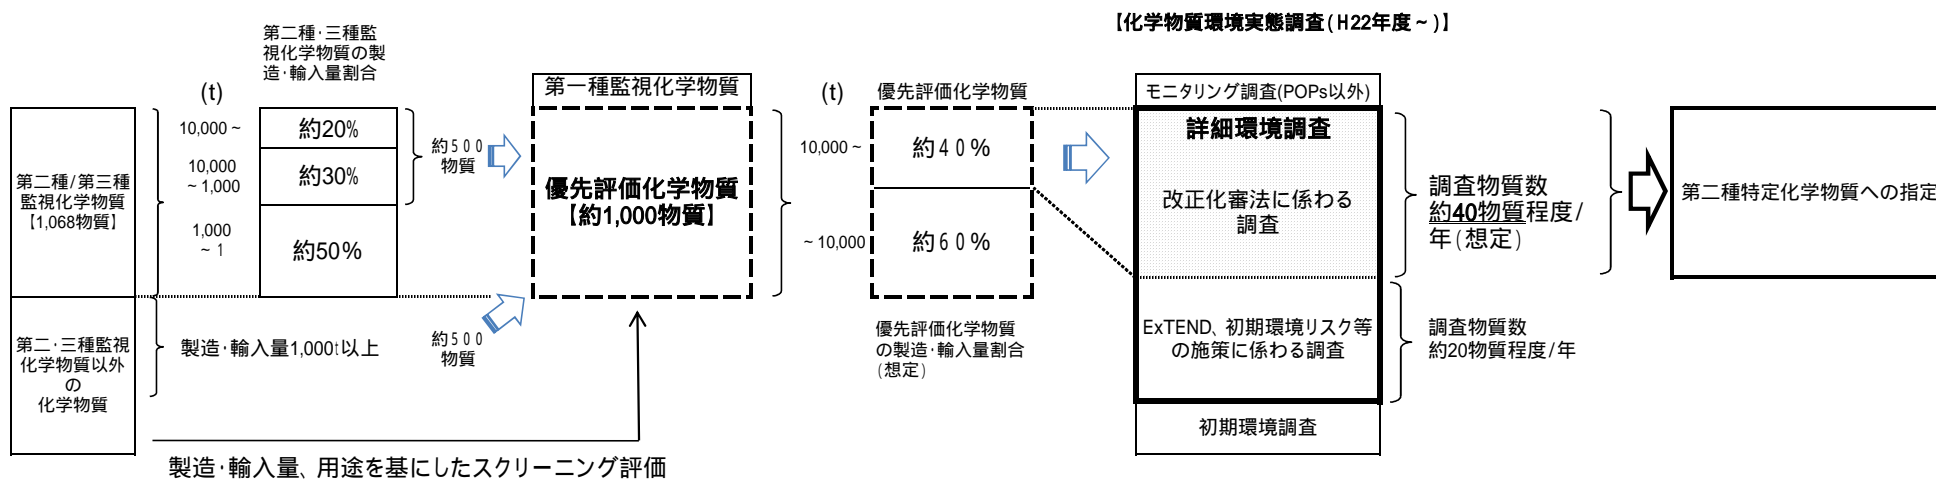 【化学物質環境実態調査(H22年度～)】
第二種･三種監
視化学物質の製
造･輸入量割合
(t)
10,000～
10,000
～1,000
1,000
～1
約20%
約30%
約50%
第二種/第三種
監視化学物質
【1,068物質】
第二･三種監視
化学物質以外
の
化学物質
製造･輸入量1,000t以上
約500
物質
約500
物質
第一種監視化学物質
優先評価化学物質
【約1,000物質】
製造･輸入量、用途を基にしたスクリーニング評価
(t)
10,000～
～10,000
優先評価化学物質
約40%
約60%
優先評価化学物質
の製造･輸入量割合
(想定)
モニタリング調査(POPs以外)
詳細環境調査
改正化審法に係わる
調査
ExTEND、初期環境リスク等
の施策に係わる調査
初期環境調査
調査物質数
約40物質程度/
年(想定)
調査物質数
約20物質程度/年
第二種特定化学物質への指定